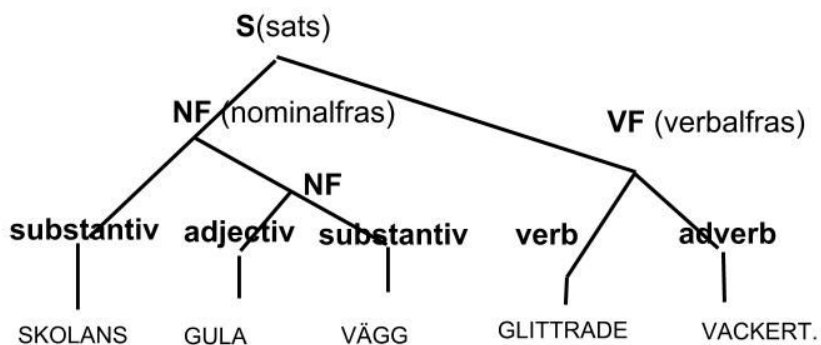 S(sats)
NF (nominalfras)
VF (verbalfras)
NF
substantiv adjectiv substantiv verb adverb
SKOLANS GULA VÄGG GLITTRADE VACKERT.